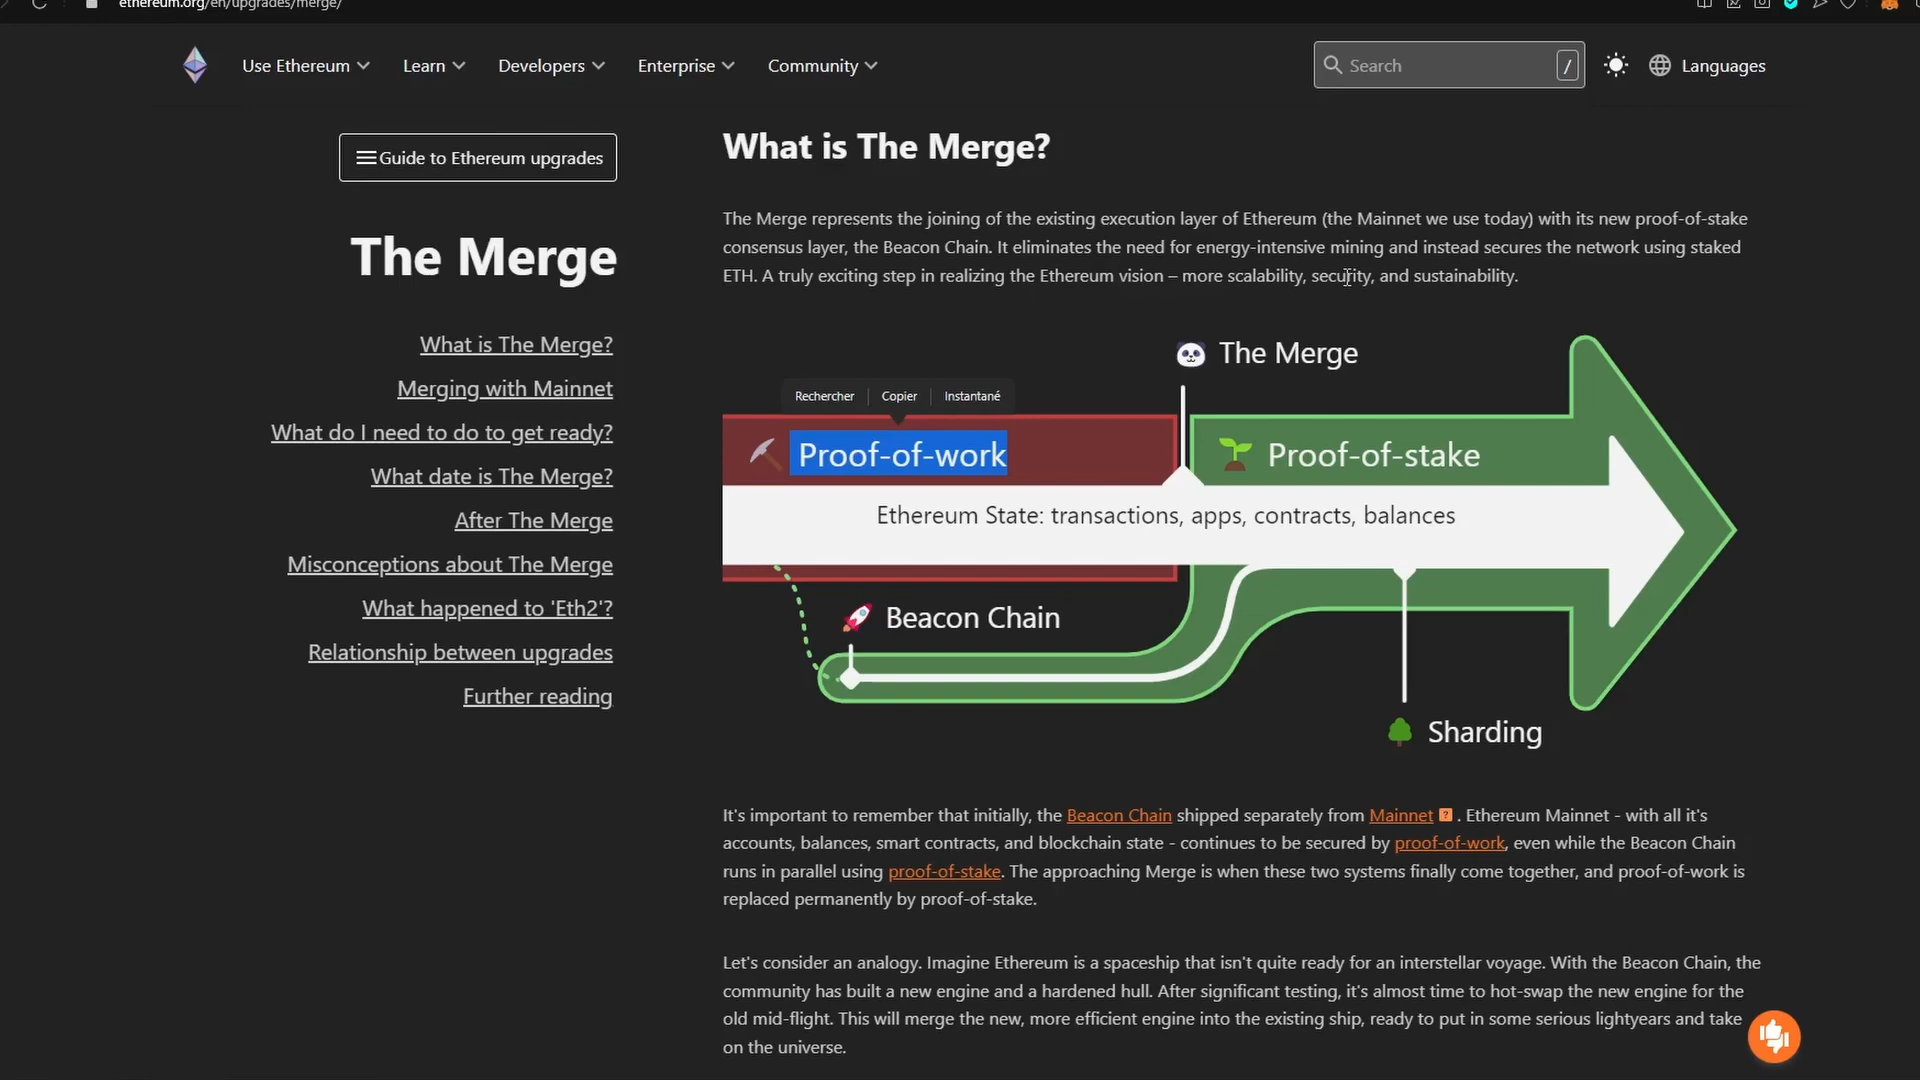 ethereum.org/en/upgrades/merge/
Use Ethereum Learn Developers Enterprise Community Search / Languages
Guide to Ethereum upgrades
The Merge
What is The Merge?
Merging with Mainnet
What do I need to do to get ready?
What date is The Merge?
After The Merge
Misconceptions about The Merge
What happened to 'Eth2'?
Relationship between upgrades
Further reading
What is The Merge?
The Merge represents the joining of the existing execution layer of Ethereum (the Mainnet we use today) with its new proof-of-stake
consensus layer, the Beacon Chain. It eliminates the need for energy-intensive mining and instead secures the network using staked
ETH. A truly exciting step in realizing the Ethereum vision – more scalability, security, and sustainability.
The Merge
Rechercher Copier Instantané
Proof-of-work Proof-of-stake
Ethereum State: transactions, apps, contracts, balances
Beacon Chain
Sharding
It's important to remember that initially, the Beacon Chain shipped separately from Mainnet ? . Ethereum Mainnet - with all it's
accounts, balances, smart contracts, and blockchain state - continues to be secured by proof-of-work, even while the Beacon Chain
runs in parallel using proof-of-stake. The approaching Merge is when these two systems finally come together, and proof-of-work is
replaced permanently by proof-of-stake.
Let's consider an analogy. Imagine Ethereum is a spaceship that isn't quite ready for an interstellar voyage. With the Beacon Chain, the
community has built a new engine and a hardened hull. After significant testing, it's almost time to hot-swap the new engine for the
old mid-flight. This will merge the new, more efficient engine into the existing ship, ready to put in some serious lightyears and take
on the universe.